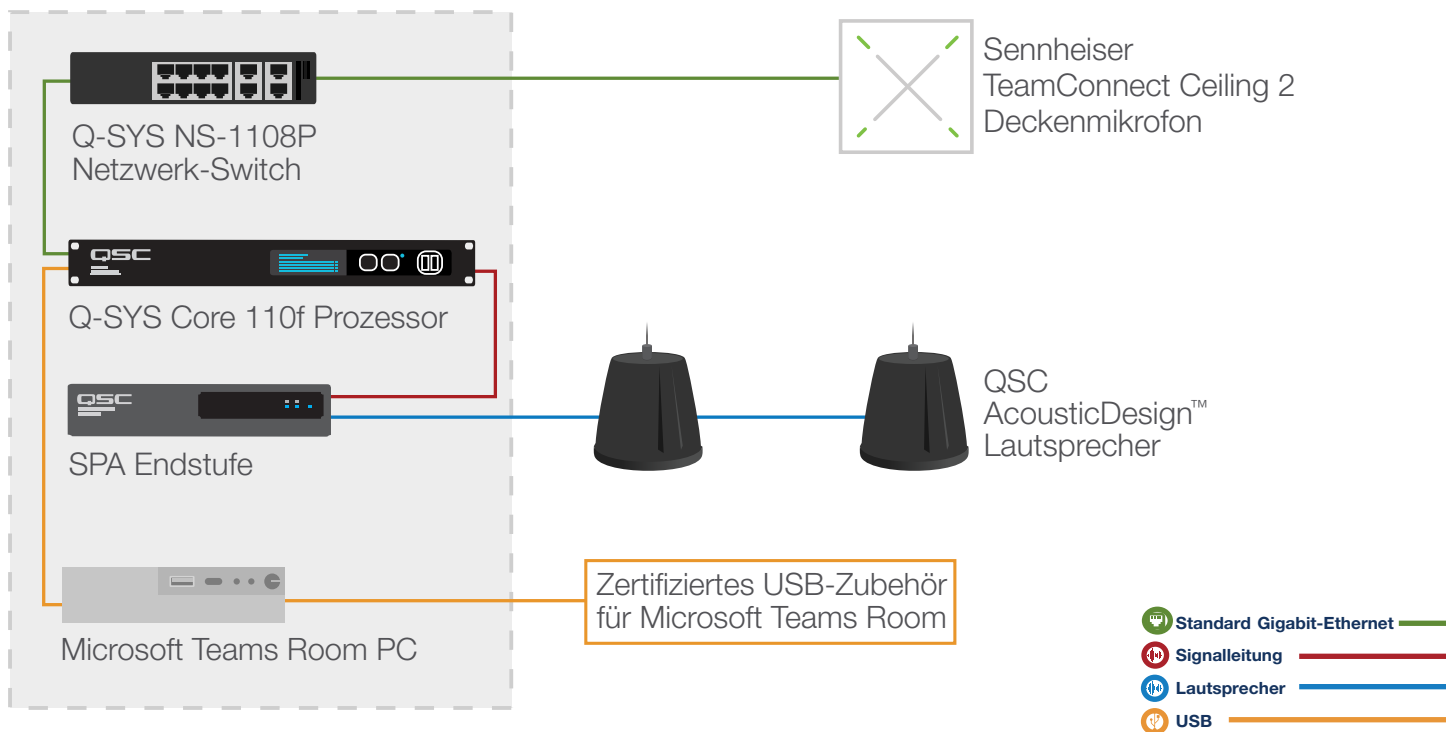 Sennheiser
TeamConnect Ceiling 2
Deckenmikrofon
Q-SYS NS-1108P
Netzwerk-Switch
QSC
Q-SYS Core 110f Prozessor
QSC
SPA Endstufe
QSC
AcousticDesign™
Lautsprecher
Zertifiziertes USB-Zubehör
für Microsoft Teams Room
Microsoft Teams Room PC
Standard Gigabit-Ethernet
Signalleitung
Lautsprecher
USB